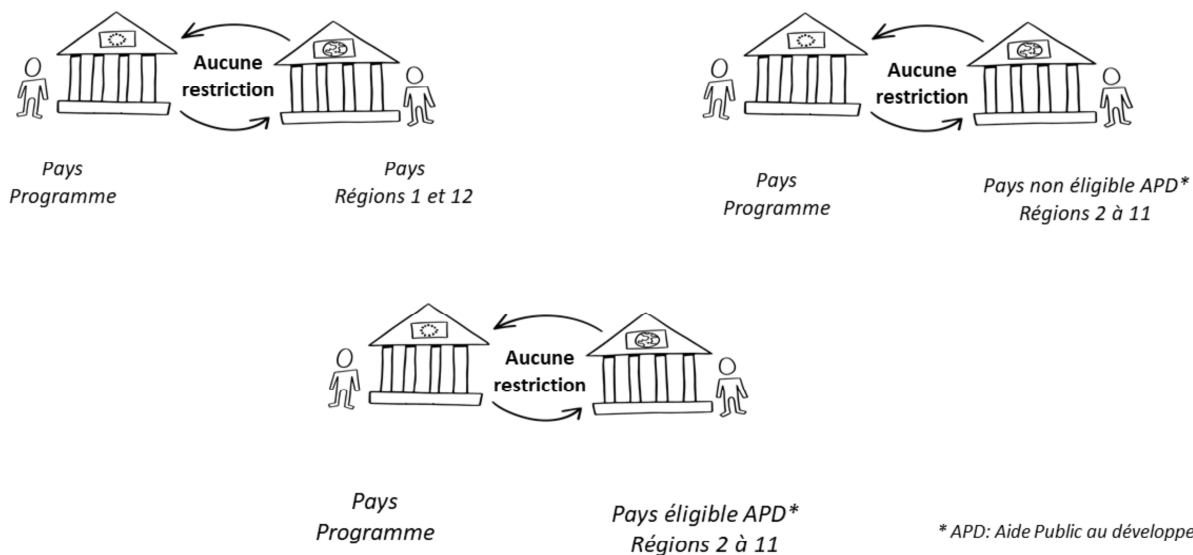 Aucune
restriction
Pays
Programme
Pays
Régions 1 et 12
Aucune
restriction
Pays
Programme
Pays non éligible APD*
Régions 2 à 11
Aucune
restriction
Pays
Programme
Pays éligible APD*
Régions 2 à 11
* APD: Aide Public au développe